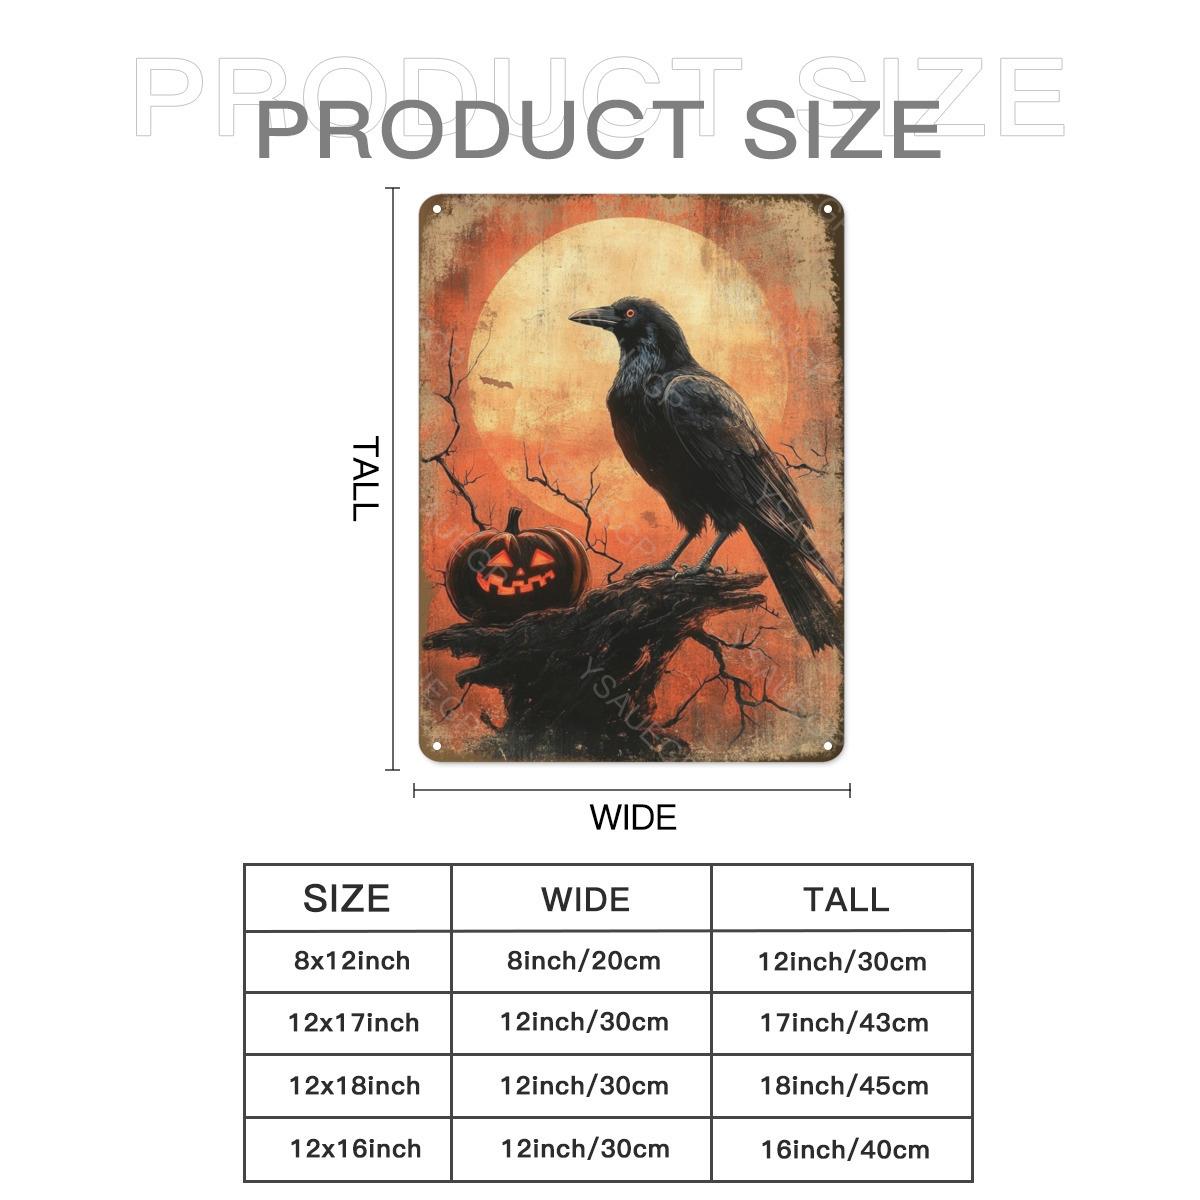 PRODUCT SIZE
PRODUCT SIZE
TALL
YSAUEGR
WIDE
SIZE WIDE TALL
8x12inch 8inch/20cm 12inch/30cm
12x17inch 12inch/30cm 17inch/43cm
12x18inch 12inch/30cm 18inch/45cm
12x16inch 12inch/30cm 16inch/40cm